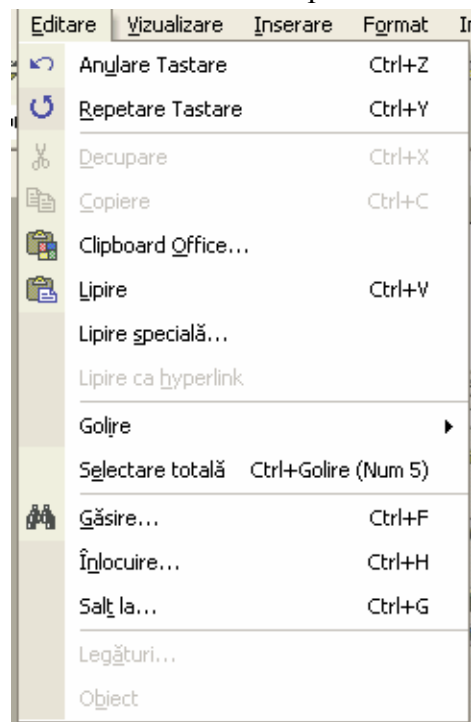 Editare Vizualizare Inserare Format
Anulare Tastare Ctrl+Z
Repetare Tastare Ctrl+Y
Decupare Ctrl+X
Copiere Ctrl+C
Clipboard Office...
Lipire Ctrl+V
Lipire specială...
Lipire ca hyperlink
Golire
Selectare totală Ctrl+Golire (Num 5)
Găsire... Ctrl+F
Înlocuire... Ctrl+H
Salt la... Ctrl+G
Legături...
Obiect